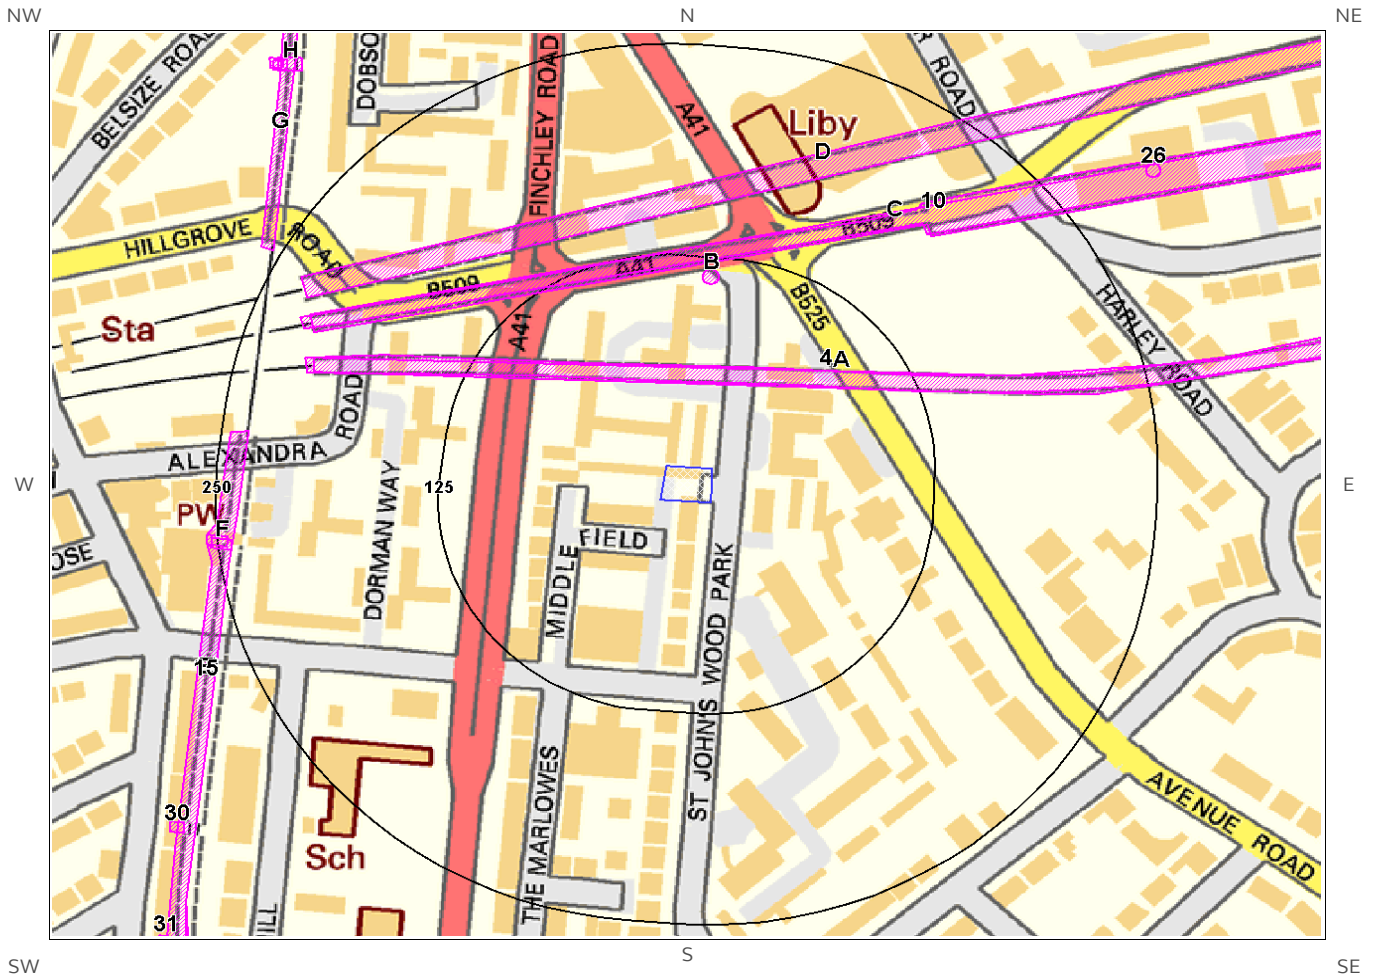 NW
N
NE
BELSIZE ROA
H
DOBSO
FINCHLEY ROAD
A41
R ROAD
G
Liby
D
26
C
10
HILLGROVE
ROAD
B509
A41
B
B509
B525
HARLEY
ROAD
Sta
A41
4A
ROAD
ALEXANDRA
W
250
125
E
PW
F
DORMAN WAY
FIELD
MIDDLE
OSE
ST JOHN'S WOOD PARK
15
30
Sch
THE MARLOWES
AVENUE ROAD
31
ILL
SW
S
SE